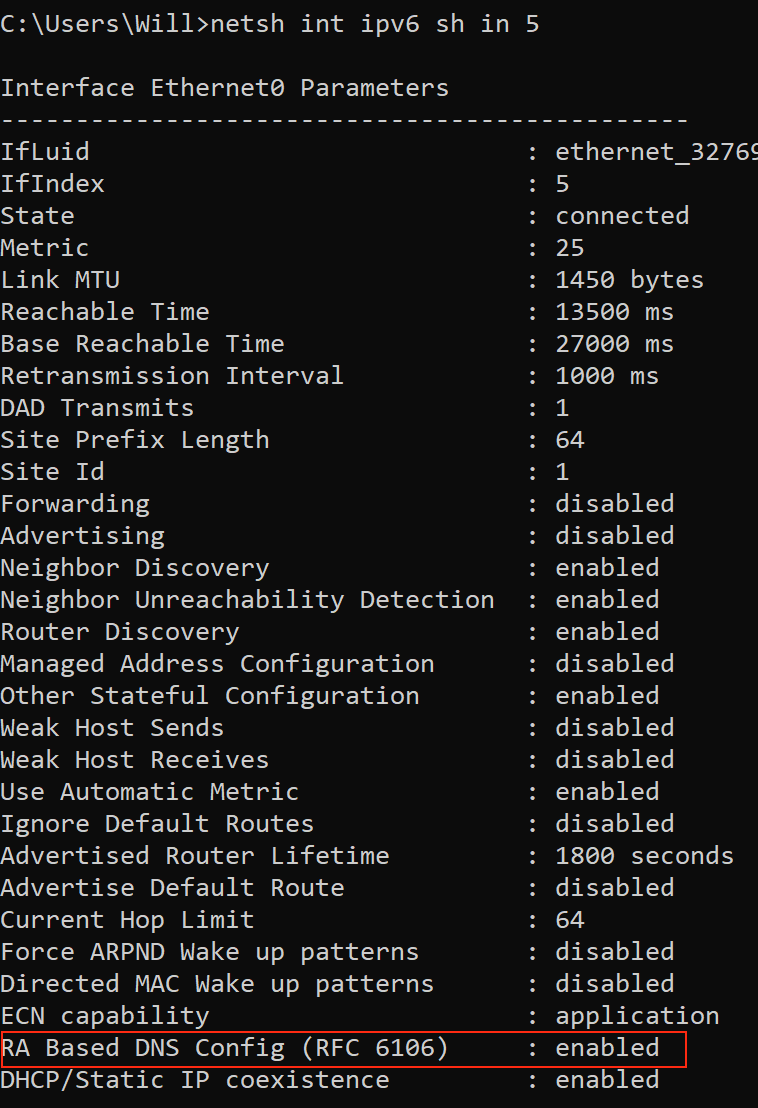 C:\Users\Will>netsh int ipv6 sh in 5
Interface Ethernet0 Parameters
----------------------------------------------
IfLuid : ethernet_32769
IfIndex : 5
State : connected
Metric : 25
Link MTU : 1450 bytes
Reachable Time : 13500 ms
Base Reachable Time : 27000 ms
Retransmission Interval : 1000 ms
DAD Transmits : 1
Site Prefix Length : 64
Site Id : 1
Forwarding : disabled
Advertising : disabled
Neighbor Discovery : enabled
Neighbor Unreachability Detection : enabled
Router Discovery : enabled
Managed Address Configuration : disabled
Other Stateful Configuration : enabled
Weak Host Sends : disabled
Weak Host Receives : disabled
Use Automatic Metric : enabled
Ignore Default Routes : disabled
Advertised Router Lifetime : 1800 seconds
Advertise Default Route : disabled
Current Hop Limit : 64
Force ARPND Wake up patterns : disabled
Directed MAC Wake up patterns : disabled
ECN capability : application
RA Based DNS Config (RFC 6106) : enabled
DHCP/Static IP coexistence : enabled